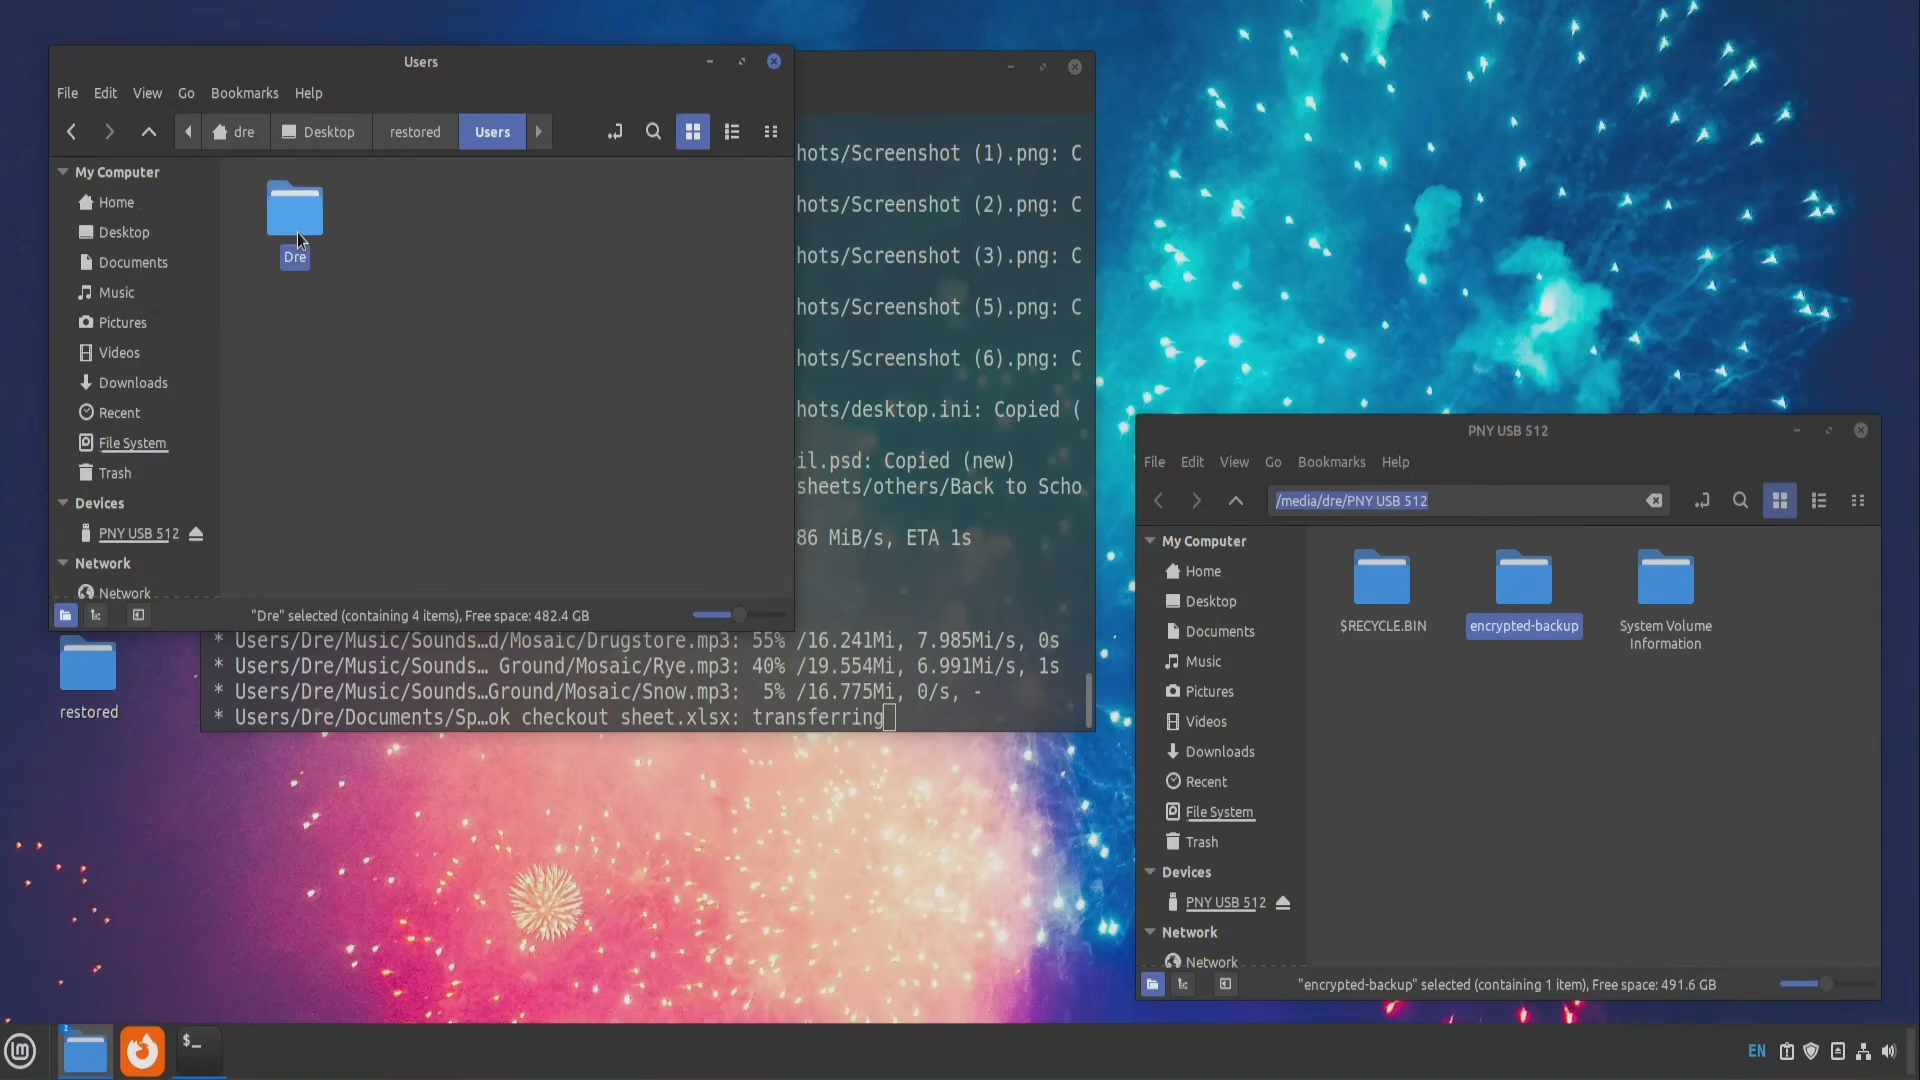 Users
File Edit View Go Bookmarks Help
dre Desktop restored Users
My Computer
Home
Desktop
Documents
Music
Pictures
Videos
Downloads
Recent
File System
Trash
Devices
PNY USB 512
Network
Network
Dre
"Dre" selected (containing 4 items), Free space: 482.4 GB
hots/Screenshot (1).png: C
hots/Screenshot (2).png: C
hots/Screenshot (3).png: C
hots/Screenshot (5).png: C
hots/Screenshot (6).png: C
hots/desktop.ini: Copied (
il.psd: Copied (new)
sheets/others/Back to Scho
86 MiB/s, ETA 1s
* Users/Dre/Music/Sounds…d/Mosaic/Drugstore.mp3: 55% /16.241Mi, 7.985Mi/s, 0s
* Users/Dre/Music/Sounds… Ground/Mosaic/Rye.mp3: 40% /19.554Mi, 6.991Mi/s, 1s
* Users/Dre/Music/Sounds…Ground/Mosaic/Snow.mp3: 5% /16.775Mi, 0/s, -
* Users/Dre/Documents/Sp…ok checkout sheet.xlsx: transferring
restored
PNY USB 512
File Edit View Go Bookmarks Help
/media/dre/PNY USB 512
My Computer
Home
Desktop
Documents
Music
Pictures
Videos
Downloads
Recent
File System
Trash
Devices
PNY USB 512
Network
Network
$RECYCLE.BIN
encrypted-backup
System Volume
Information
"encrypted-backup" selected (containing 1 item), Free space: 491.6 GB
lm
2
$_
EN